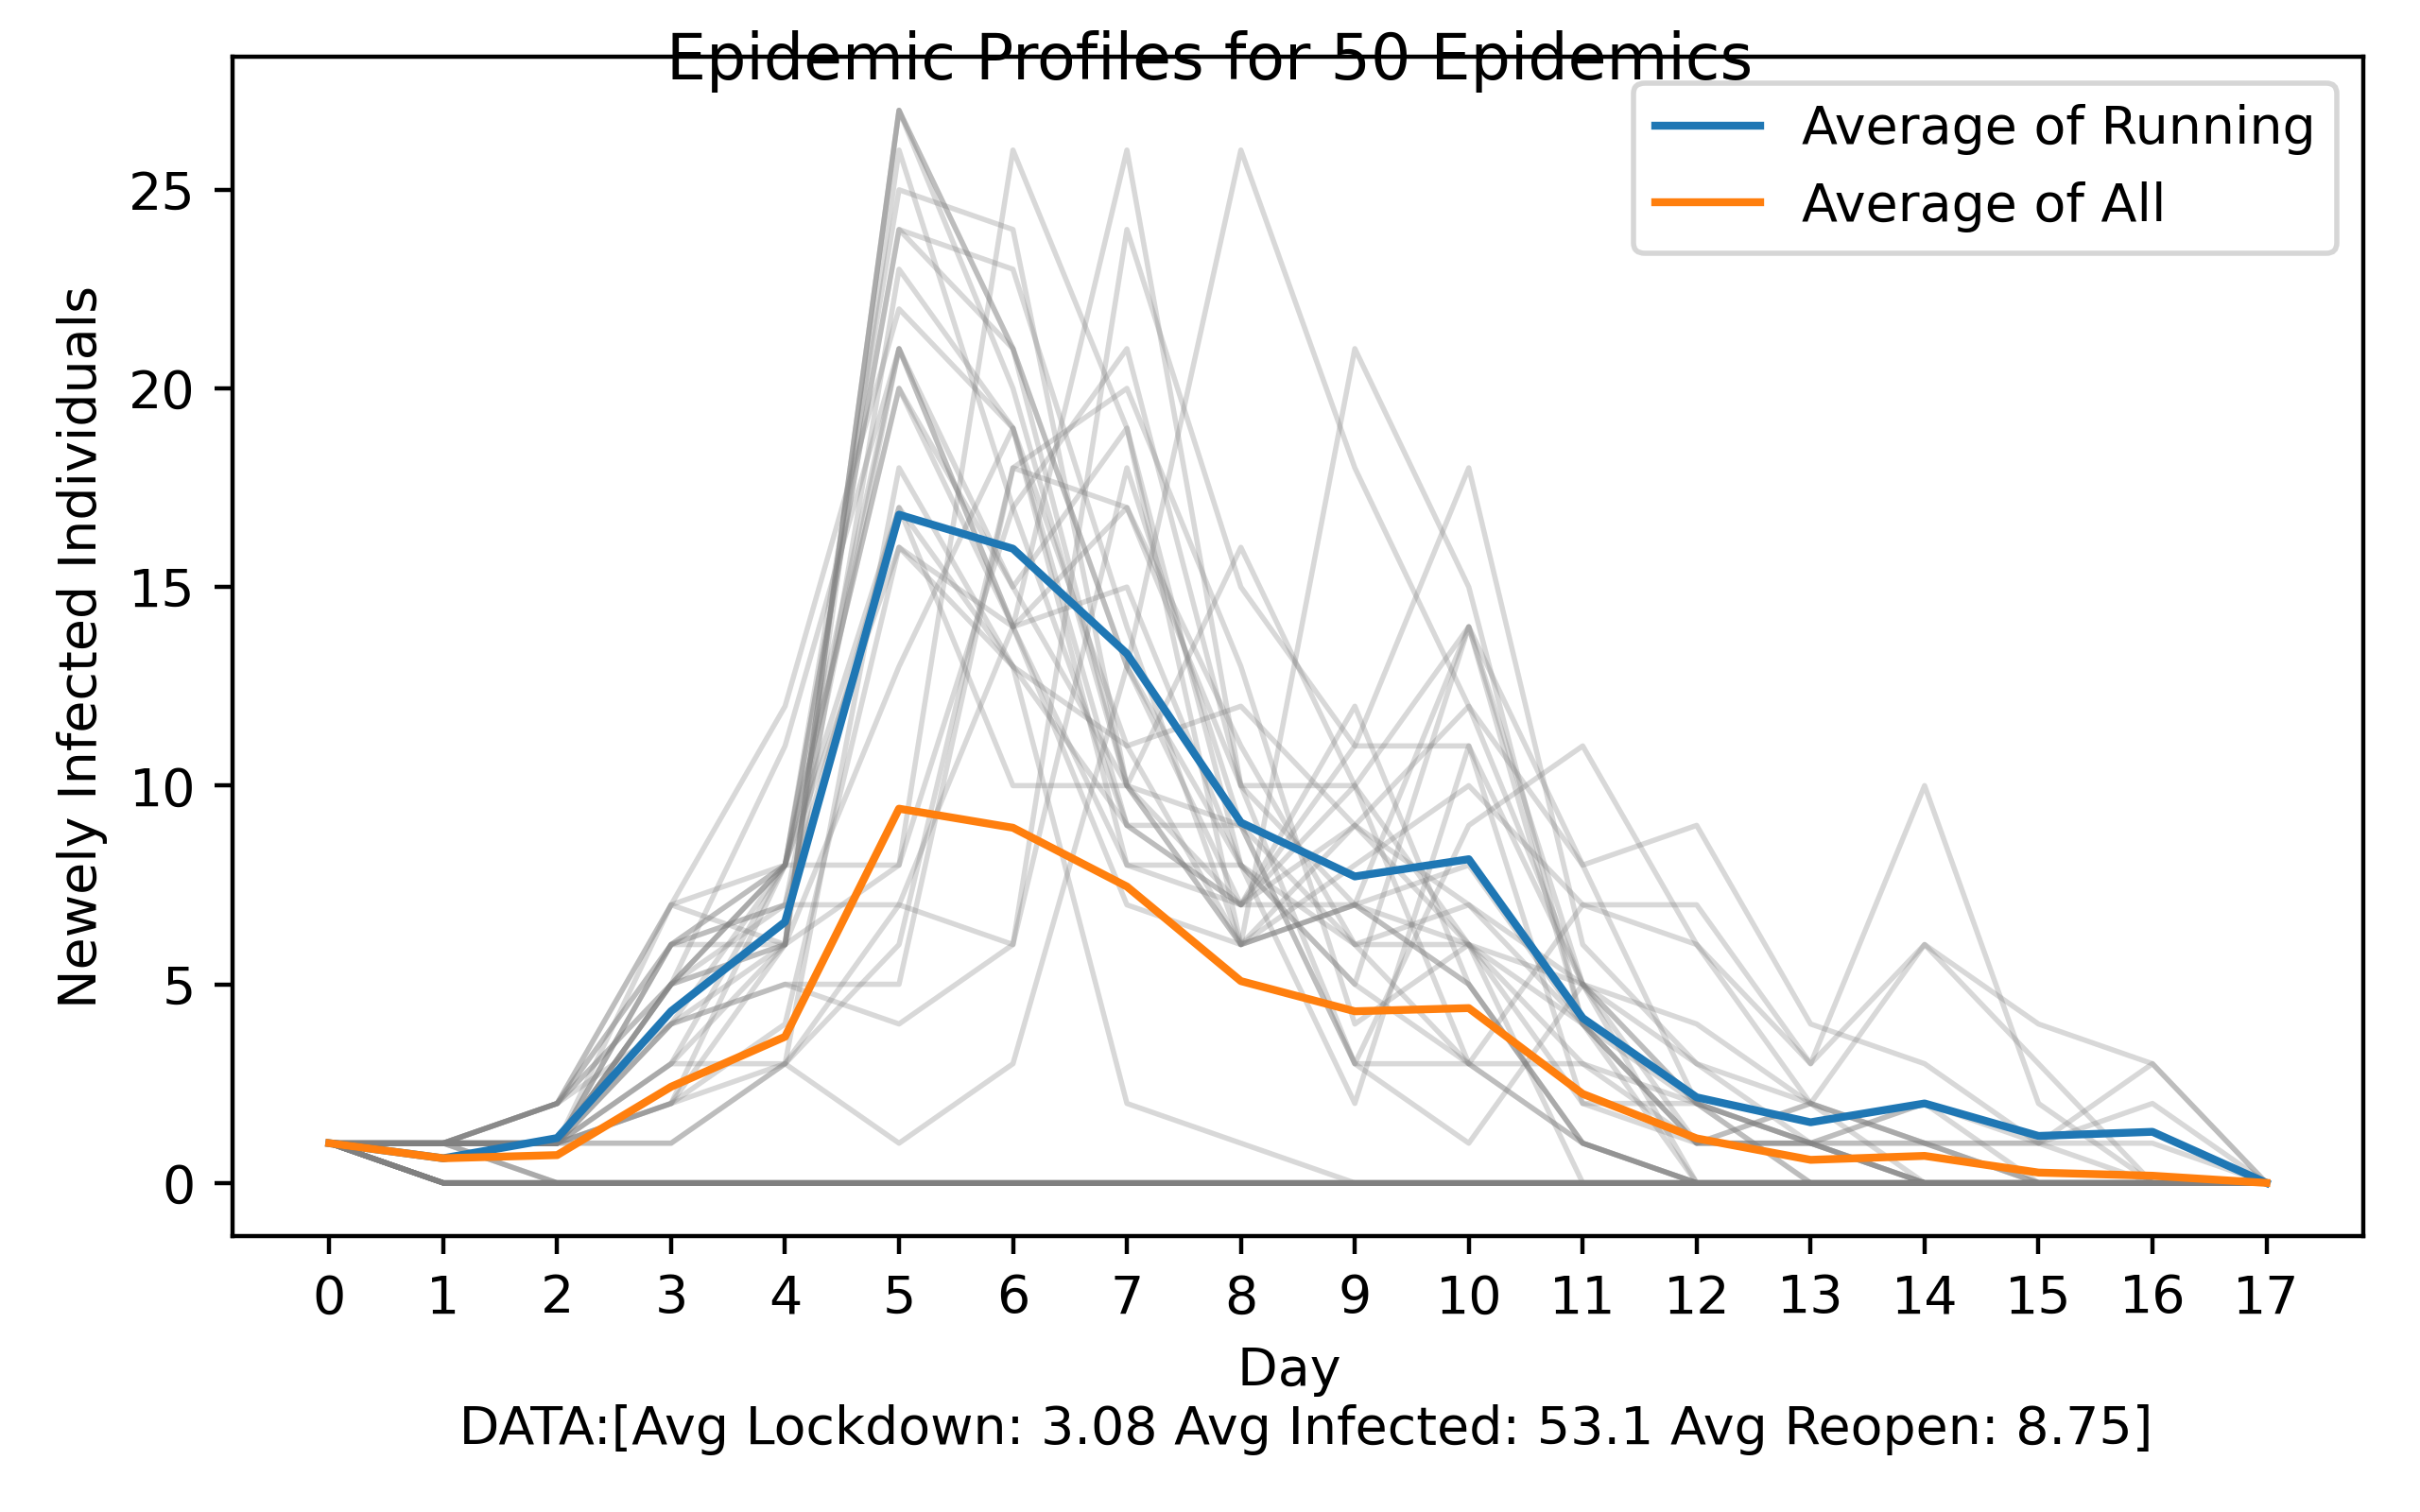 Epidemic Profiles for 50 Epidemics
Average of Running
Average of All
Newely Infected Individuals
25
20
15
10
5
0
0 1 2 3 4 5 6 7 8 9 10 11 12 13 14 15 16 17
Day
DATA:[Avg Lockdown: 3.08 Avg Infected: 53.1 Avg Reopen: 8.75]